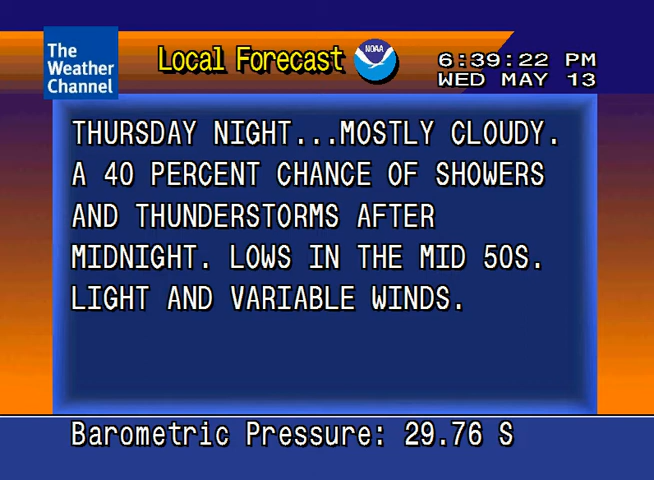 The
Weather
Channel
Local Forecast
NOAA
6:39:22 PM
WED MAY 13
THURSDAY NIGHT...MOSTLY CLOUDY.
A 40 PERCENT CHANCE OF SHOWERS
AND THUNDERSTORMS AFTER
MIDNIGHT. LOWS IN THE MID 50S.
LIGHT AND VARIABLE WINDS.
Barometric Pressure: 29.76 S